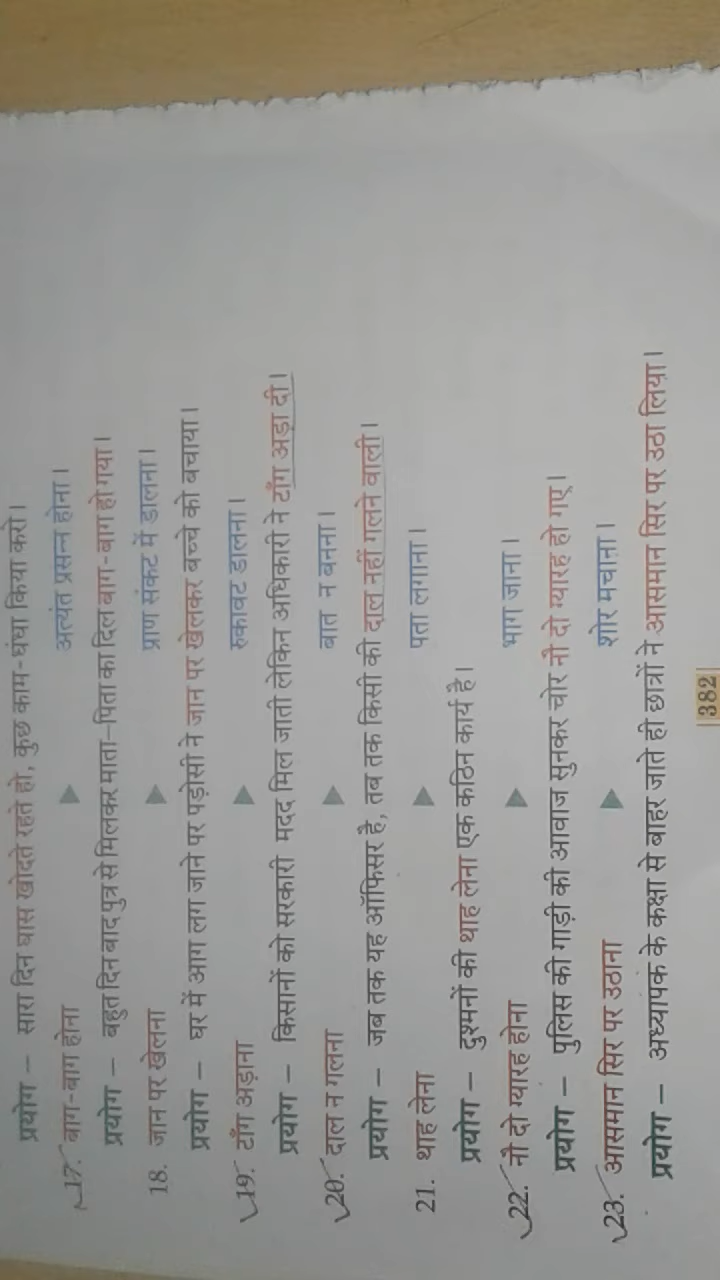 प्रयोग – सारा दिन घास खोदते रहते हो, कुछ काम-धंधा किया करो।
17. बाग-बाग होना ▶ अत्यंत प्रसन्न होना।
प्रयोग – बहुत दिन बाद पुत्र से मिलकर माता-पिता का दिल बाग-बाग हो गया।
18. जान पर खेलना ▶ प्राण संकट में डालना।
प्रयोग – घर में आग लग जाने पर पड़ोसी ने जान पर खेलकर बच्चे को बचाया।
19. टाँग अड़ाना ▶ रुकावट डालना।
प्रयोग – किसानों को सरकारी मदद मिल जाती लेकिन अधिकारी ने टाँग अड़ा दी।
20. दाल न गलना ▶ बात न बनना।
प्रयोग – जब तक यह ऑफिसर है, तब तक किसी की दाल नहीं गलने वाली।
21. थाह लेना ▶ पता लगाना।
प्रयोग – दुश्मनों की थाह लेना एक कठिन कार्य है।
22. नौ दो ग्यारह होना ▶ भाग जाना।
प्रयोग – पुलिस की गाड़ी की आवाज सुनकर चोर नौ दो ग्यारह हो गए।
23. आसमान सिर पर उठाना ▶ शोर मचाना।
प्रयोग – अध्यापक के कक्षा से बाहर जाते ही छात्रों ने आसमान सिर पर उठा लिया।
382